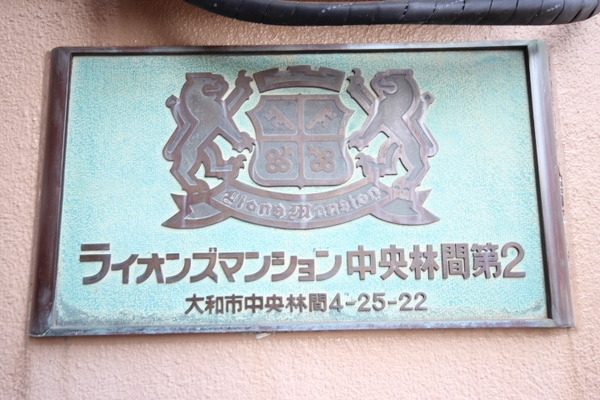 Lions Mansion
ライオンズマンション中央林間第2
大和市中央林間4-25-22